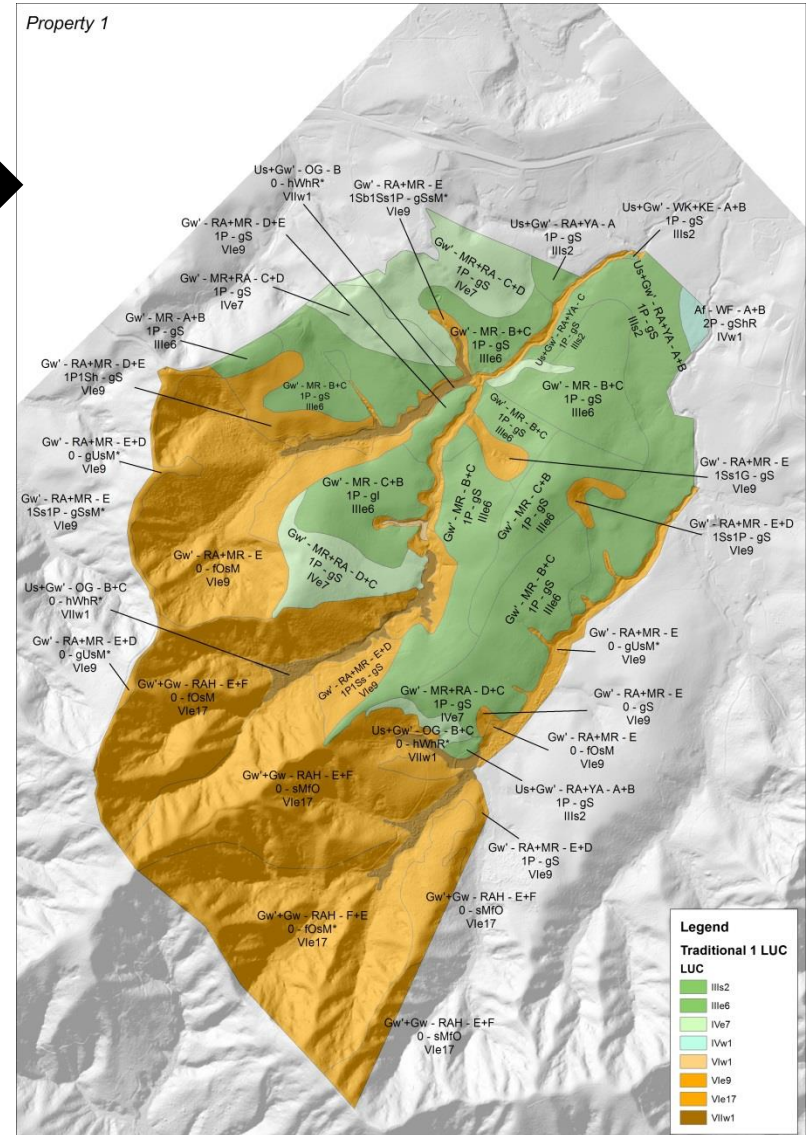 Property 1
Us+Gw' - OG - B
0 - hWhR*
VIIw1
Gw' - RA+MR - E
1Sb1Ss1P - gSsM*
VIe9
Gw' - RA+MR - D+E
1P - gS
VIe9
Us+Gw' - RA+YA - A
1P - gS
IIIs2
Us+Gw' - WK+KE - A+B
1P - gS
IIIs2
Gw' - MR+RA - C+D
1P - gS
IVe7
Gw' - MR+RA - C+D
1P - gS
IVe7
Us+Gw' - RA+YA - A+B
1P - gS
IIIs2
Af - WF - A+B
2P - gShR
IVw1
Gw' - MR - A+B
1P - gS
IIIe6
Gw' - MR - B+C
1P - gS
IIIe6
Us+Gw' - RA+YA - C
1P - gS
IIIs2
Gw' - RA+MR - D+E
1P1Sh - gS
VIe9
Gw' - MR - B+C
1P - gS
IIIe6
Gw' - MR - B+C
1P - gS
IIIe6
Gw' - MR - B+C
1P - gS
IIIe6
Gw' - RA+MR - E+D
0 - gUsM*
VIe9
Gw' - RA+MR - E
1Ss1G - gS
VIe9
Gw' - RA+MR - E
1Ss1P - gSsM*
VIe9
Gw' - MR - C+B
1P - gI
IIIe6
Gw' - MR - B+C
1P - gS
IIIe6
Gw' - MR - C+B
1P - gS
IIIe6
Gw' - RA+MR - E+D
1Ss1P - gS
VIe9
Gw' - RA+MR - E
0 - fOsM
VIe9
Gw' - MR+RA - D+C
1P - gS
IVe7
Gw' - MR - B+C
1P - gS
IIIe6
Us+Gw' - OG - B+C
0 - hWhR*
VIIw1
Gw' - RA+MR - E+D
0 - gUsM*
VIe9
Gw' - RA+MR - E
0 - gUsM*
VIe9
Gw'+Gw - RAH - E+F
0 - fOsM
VIe17
Gw' - RA+MR - E+D
1P1Ss - gS
VIe9
Gw' - MR+RA - D+C
1P - gS
IVe7
Gw' - RA+MR - E
0 - gS
VIe9
Us+Gw' - OG - B+C
0 - hWhR*
VIIw1
Gw' - RA+MR - E
0 - fOsM
VIe9
Gw'+Gw - RAH - E+F
0 - sMfO
VIe17
Us+Gw' - RA+YA - A+B
1P - gS
IIIs2
Gw' - RA+MR - E+D
1P - gS
VIe9
Gw'+Gw - RAH - E+F
0 - sMfO
VIe17
Gw'+Gw - RAH - F+E
0 - fOsM*
VIe17
Gw'+Gw - RAH - E+F
0 - sMfO
VIe17
Legend
Traditional 1 LUC
LUC
IIIs2
IIIe6
IVe7
IVw1
VIw1
VIe9
VIe17
VIIw1